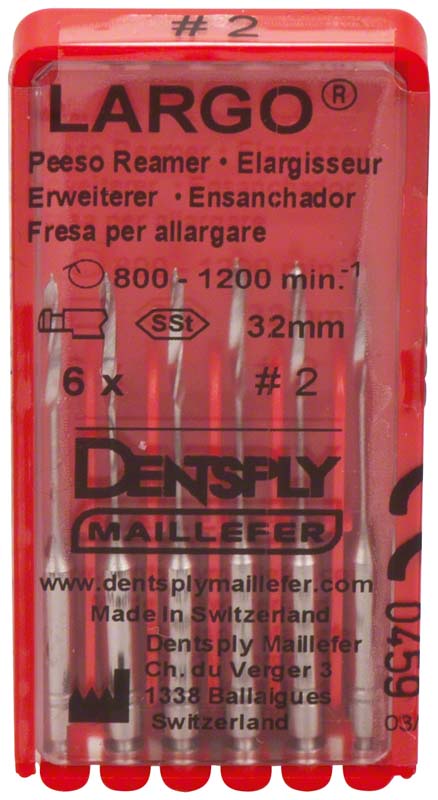 # 2
LARGO®
Peeso Reamer · Elargisseur
Erweiterer · Ensanchador
Fresa per allargare
800 - 1200 min.-1
SSt 32mm
6 x # 2
DENTSPLY
MAILLEFER
www.dentsplymaillefer.com
Made in Switzerland
Dentsply Maillefer
Ch. du Verger 3
1338 Ballaigues
Switzerland
0459
03/